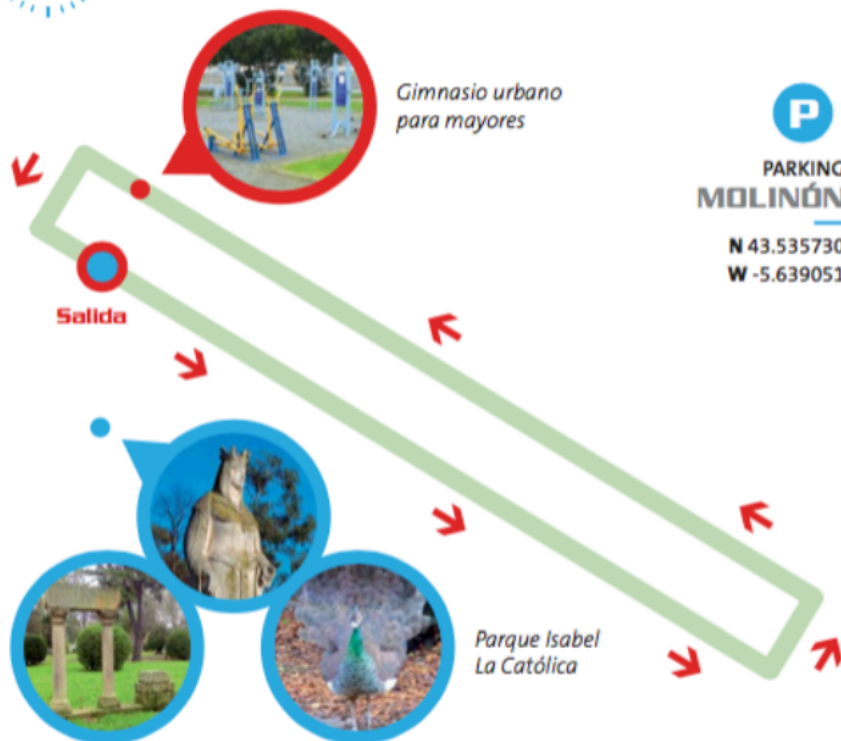 Gimnasio urbano
para mayores
P
PARKING
MOLINÓN
N 43.535730
W -5.639051
Salida
Parque Isabel
La Católica